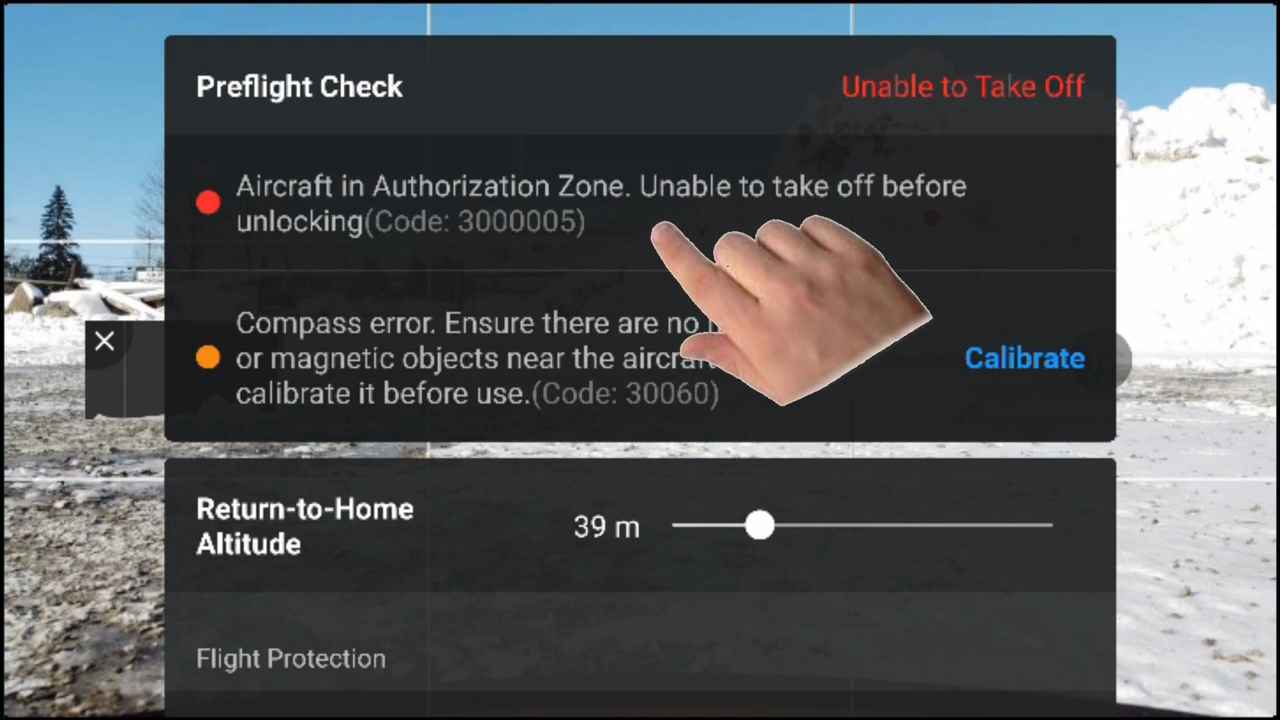 Preflight Check
Unable to Take Off
Aircraft in Authorization Zone. Unable to take off before
unlocking(Code: 3000005)
Compass error. Ensure there are no
or magnetic objects near the
calibrate it before use.(Code: 30060)
Calibrate
Return-to-Home
Altitude
39 m
Flight Protection